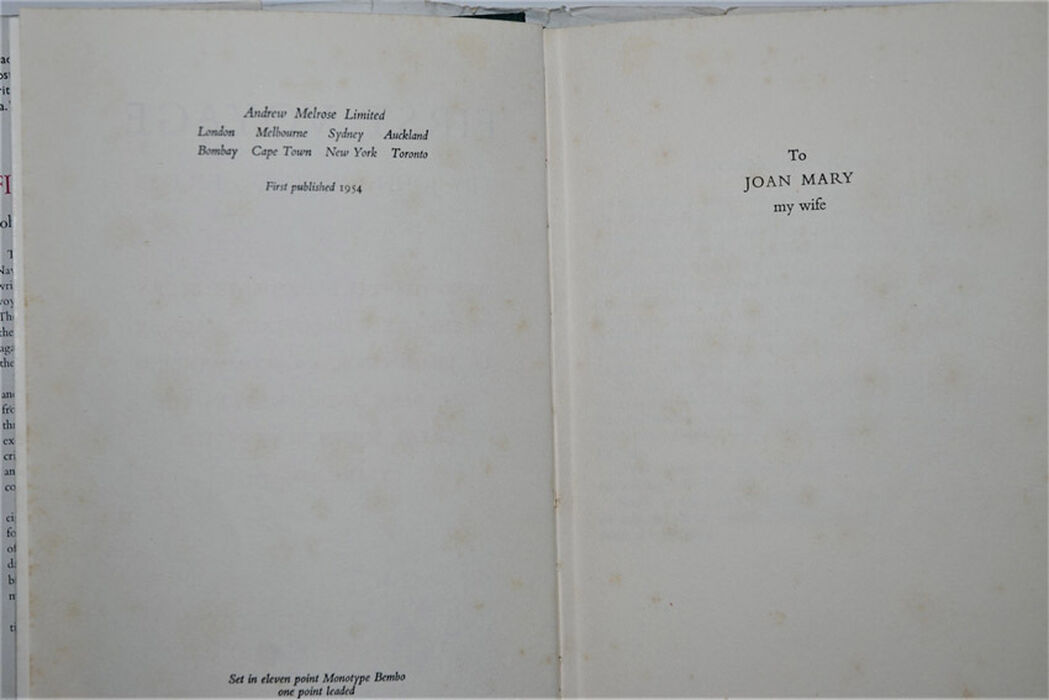 Andrew Melrose Limited
London Melbourne Sydney Auckland
Bombay Cape Town New York Toronto
First published 1954
Set in eleven point Monotype Bembo
one point leaded
To
JOAN MARY
my wife